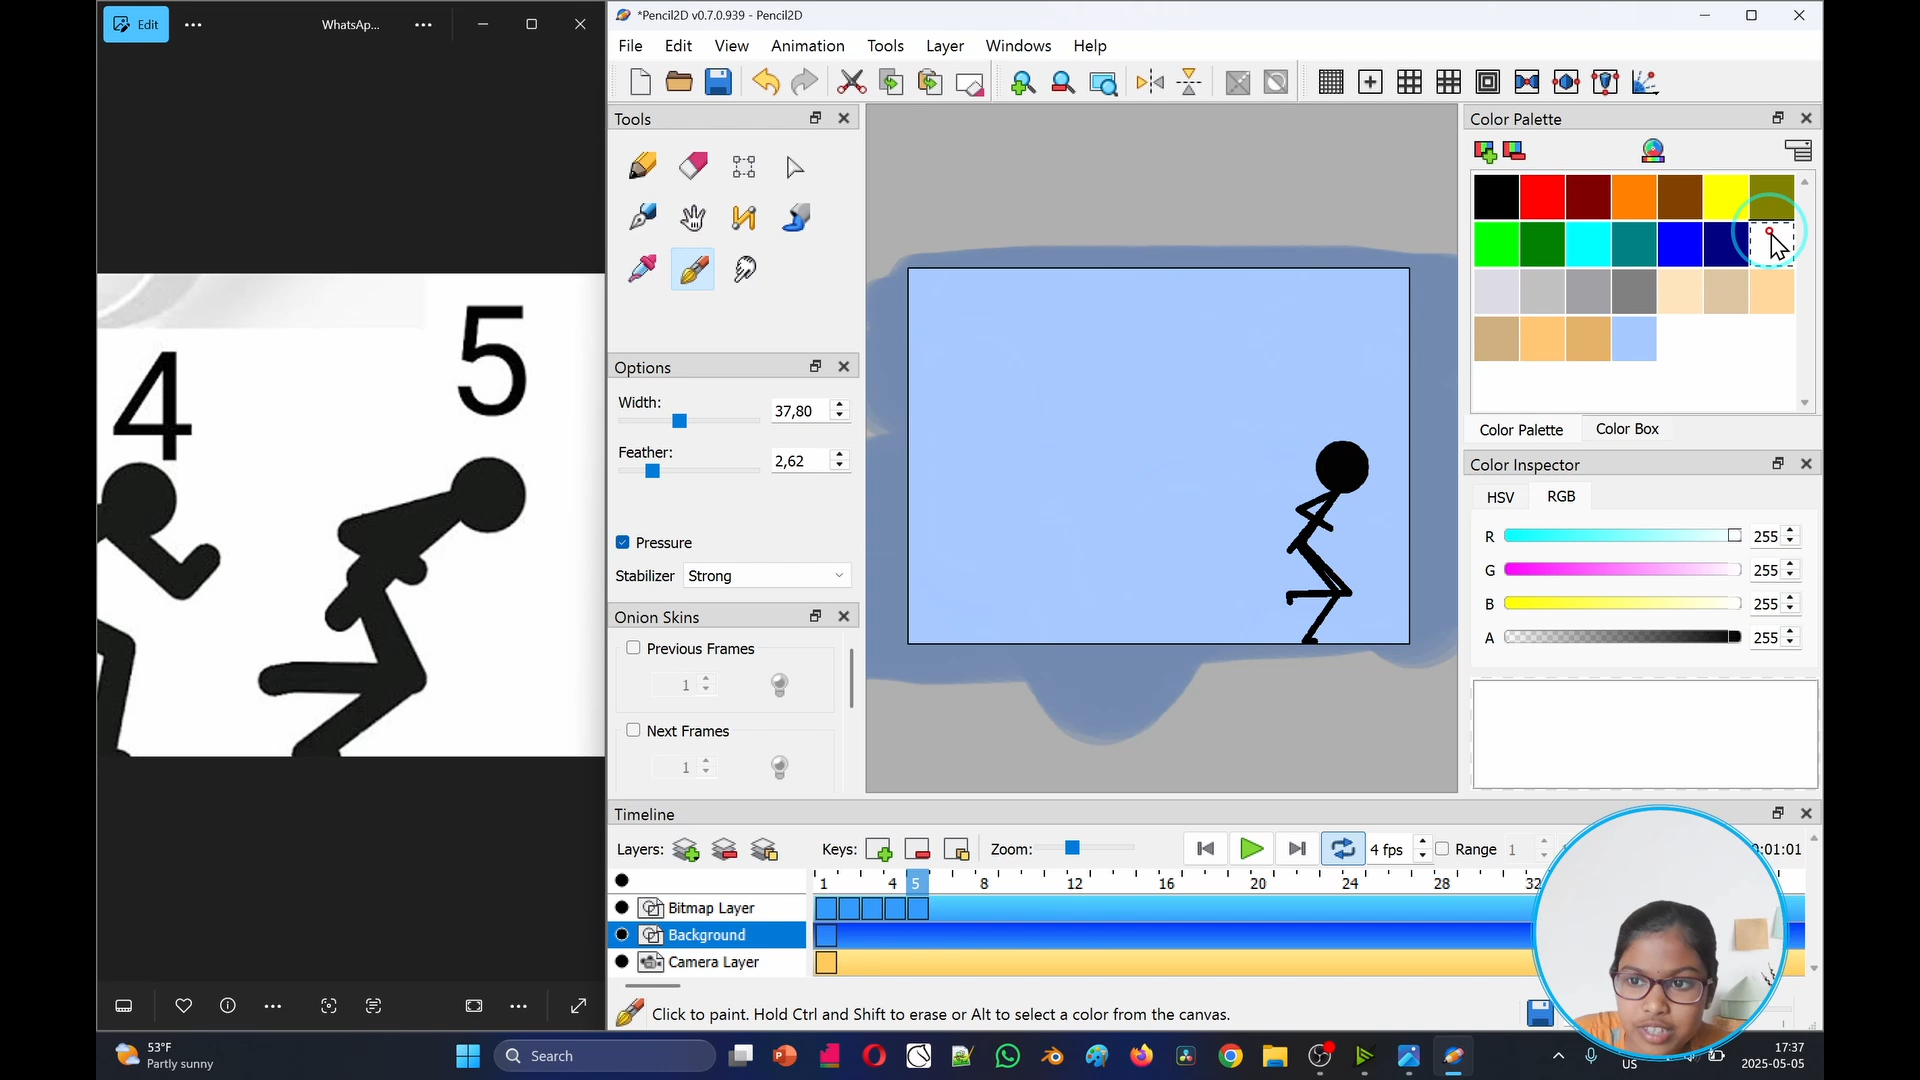 Edit
WhatsAp...
*Pencil2D v0.7.0.939 - Pencil2D
File Edit View Animation Tools Layer Windows Help
Tools
Color Palette
4
5
Options
Width:
37,80
Feather:
2,62
Pressure
Stabilizer Strong
Color Palette Color Box
Color Inspector
HSV RGB
R 255
G 255
B 255
A 255
Onion Skins
Previous Frames
1
Next Frames
1
Timeline
Layers: Keys: Zoom: 4 fps Range 1 0:01:01
1 4 5 8 12 16 20 24 28 32
Bitmap Layer
Background
Camera Layer
Click to paint. Hold Ctrl and Shift to erase or Alt to select a color from the canvas.
53°F
Partly sunny
Search
US
17:37
2025-05-05